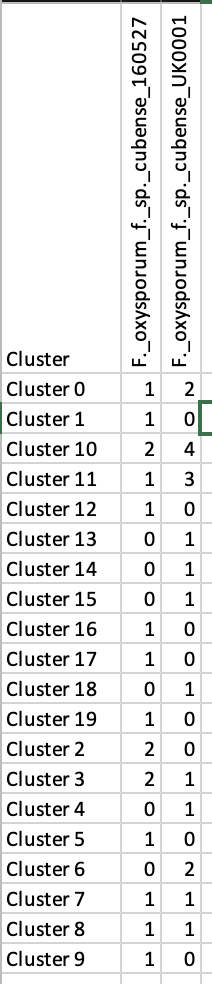 Cluster F._oxysporum_f._sp._cubense_160527 F._oxysporum_f._sp._cubense_UK0001
Cluster 0 1 2
Cluster 1 1 0
Cluster 10 2 4
Cluster 11 1 3
Cluster 12 1 0
Cluster 13 0 1
Cluster 14 0 1
Cluster 15 0 1
Cluster 16 1 0
Cluster 17 1 0
Cluster 18 0 1
Cluster 19 1 0
Cluster 2 2 0
Cluster 3 2 1
Cluster 4 0 1
Cluster 5 1 0
Cluster 6 0 2
Cluster 7 1 1
Cluster 8 1 1
Cluster 9 1 0